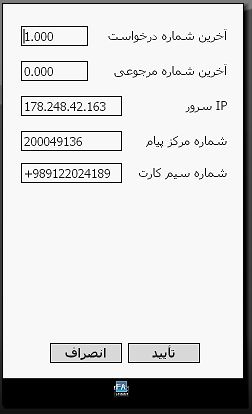 آخرین شماره درخواست 1.000
آخرین شماره مرجوعی 0.000
IP سرور 178.248.42.163
شماره مرکز پیام 200049136
شماره سیم کارت +989122024189
تأیید انصراف
FA